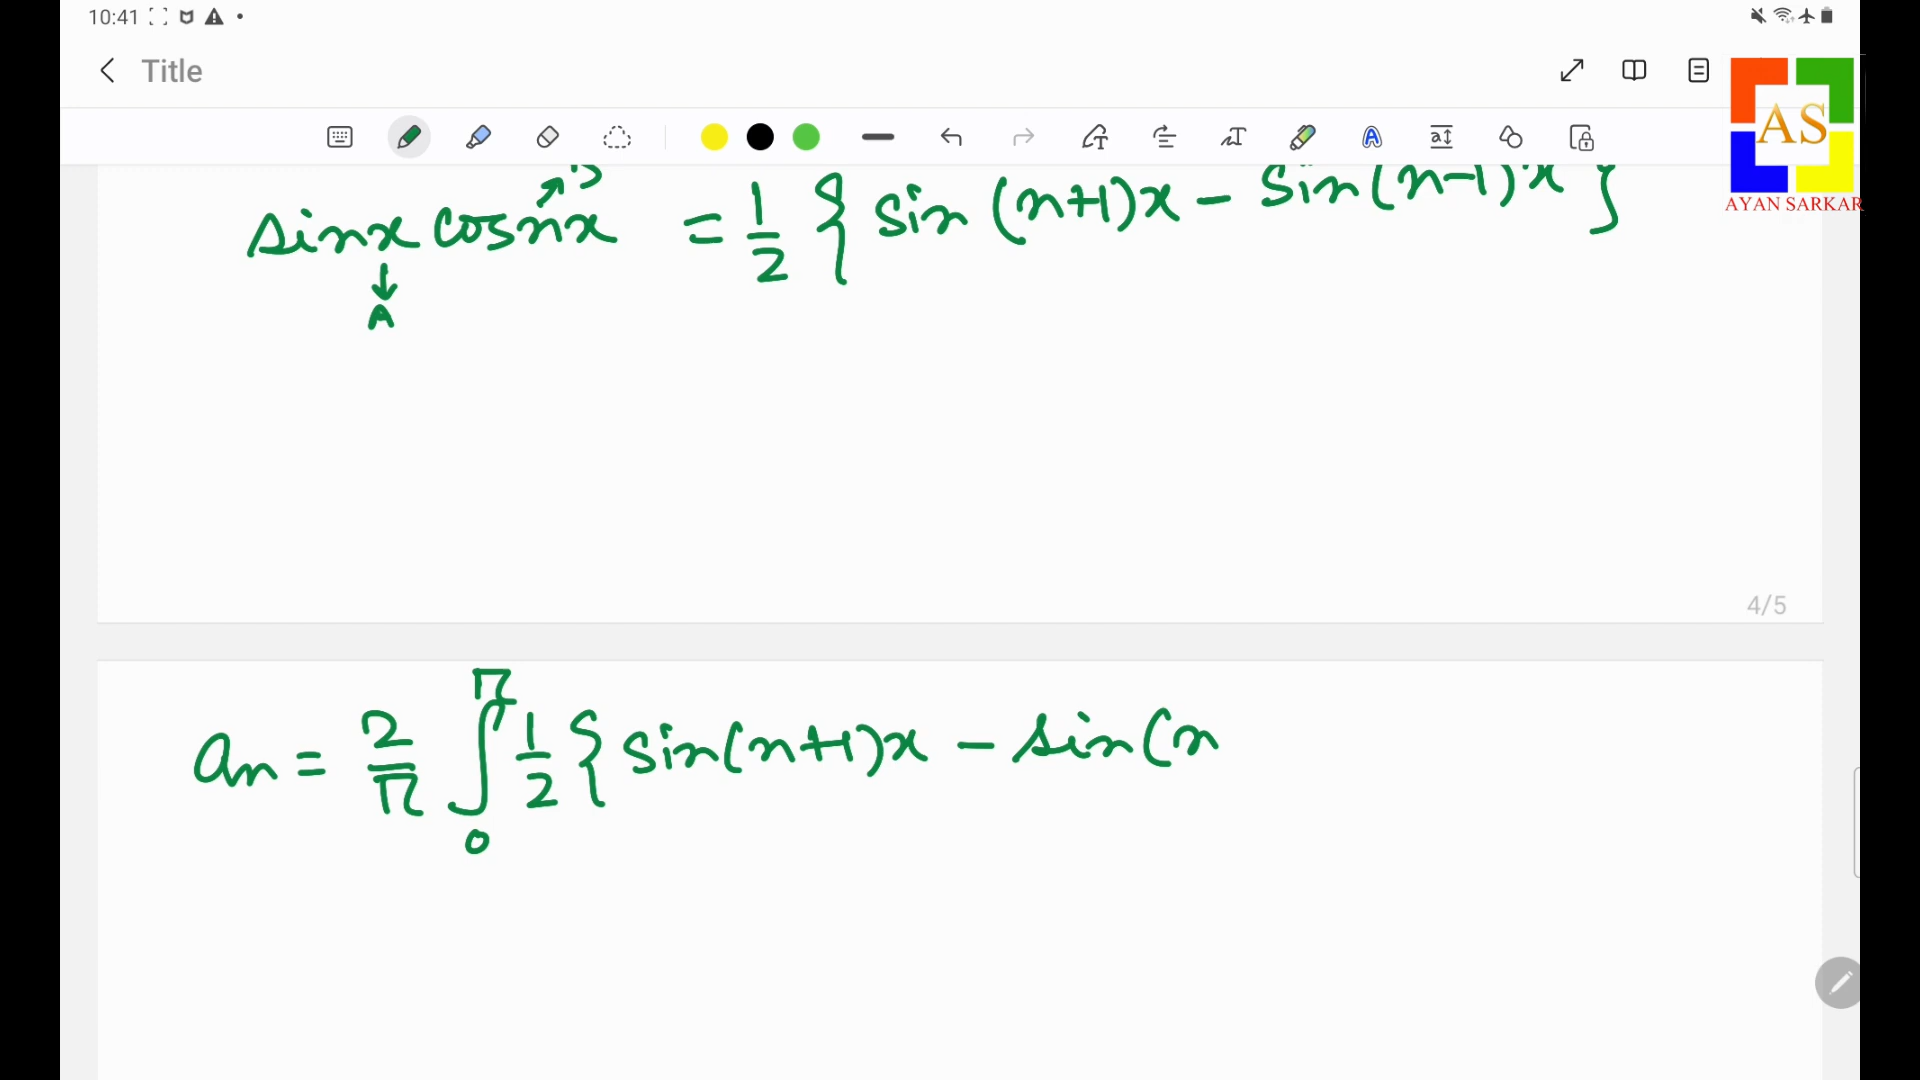 10:41
Title
AS
AYAN SARKAR
B
sinx cosnx = 1/2 { sin (n+1)x - sin(n-1)x }
A
4/5
an = 2/π ∫₀^π 1/2 { sin(n+1)x - sin(n